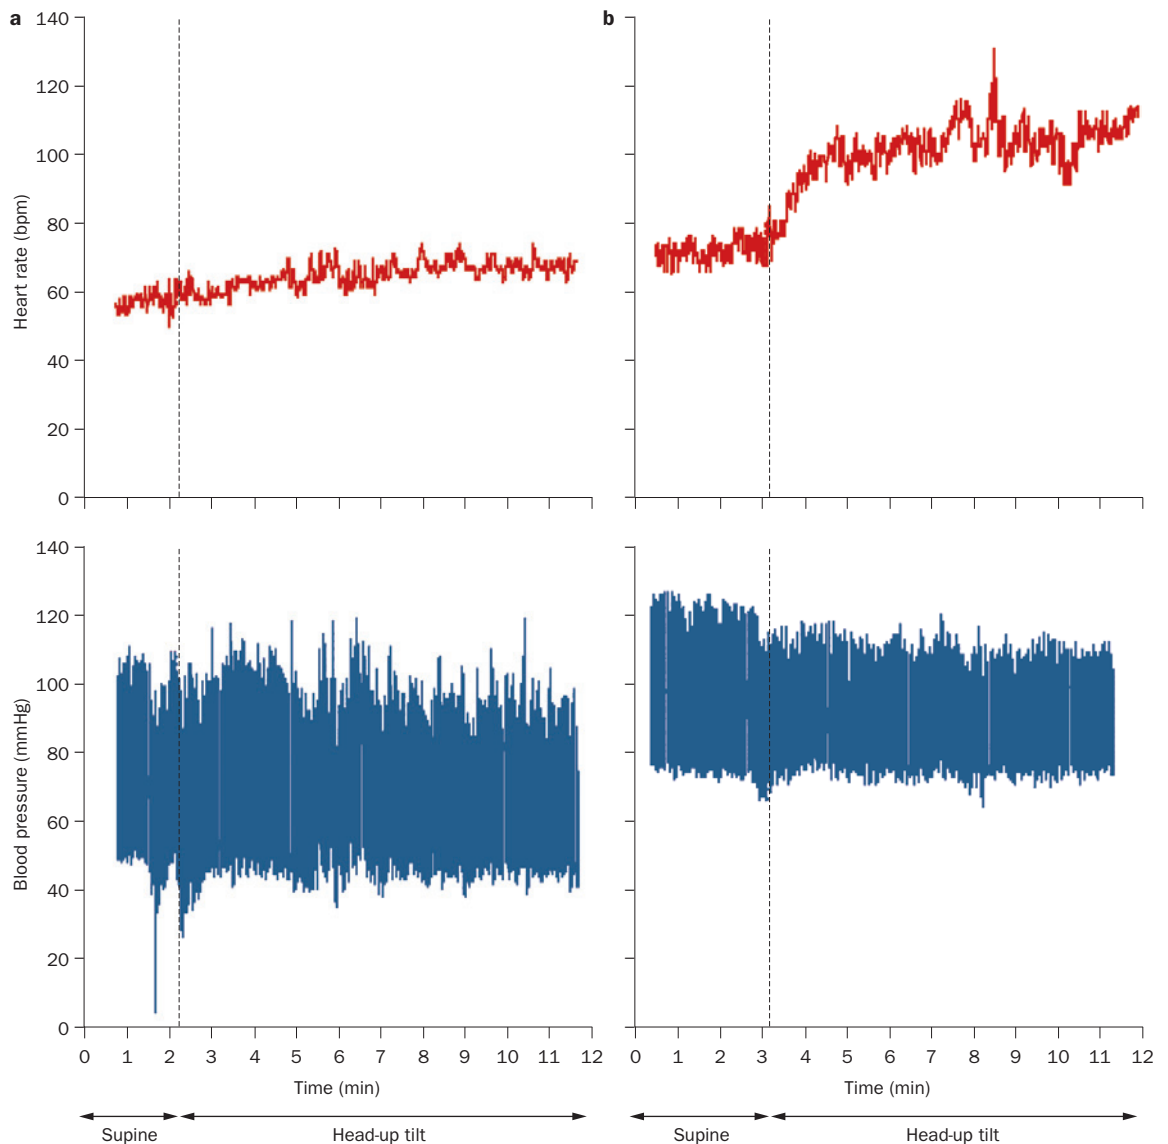 a
b
140
120
100
80
60
40
20
0
Heart rate (bpm)
140
120
100
80
60
40
20
0
Blood pressure (mmHg)
0 1 2 3 4 5 6 7 8 9 10 11 12
0 1 2 3 4 5 6 7 8 9 10 11 12
Time (min)
Time (min)
Supine
Head-up tilt
Supine
Head-up tilt